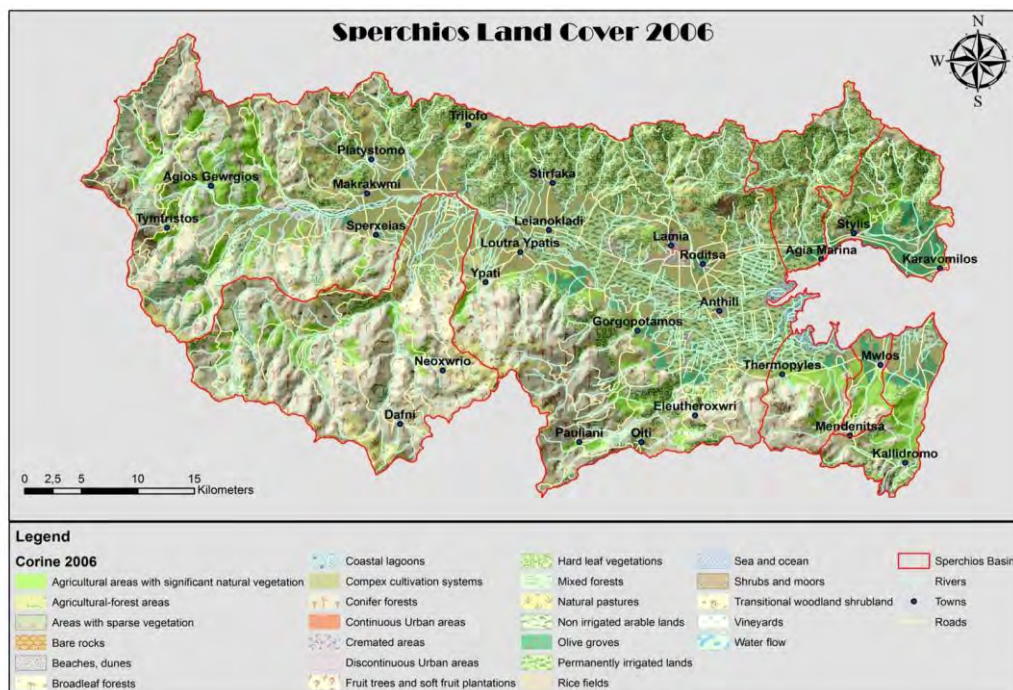 Sperchios Land Cover 2006
N
W
E
S
Trilofo
Platystomo
Agios Gewrgios
Makrakwmi
Stirfaka
Tymfristos
Sperxeias
Leianokladi
Stylis
Lamia
Loutra Ypatis
Agia Marina
Roditsa
Karavomilos
Ypati
Anthili
Gorgopotamos
Neoxwrio
Thermopyles
Mwlos
Dafni
Eleutheroxwri
Pauliani
Oiti
Mendenitsa
Kallidromo
0 2,5 5 10 15
Kilometers
Legend
Corine 2006
Agricultural areas with significant natural vegetation
Agricultural-forest areas
Areas with sparse vegetation
Bare rocks
Beaches, dunes
Broadleaf forests
Coastal lagoons
Compex cultivation systems
Conifer forests
Continuous Urban areas
Cremated areas
Discontinuous Urban areas
Fruit trees and soft fruit plantations
Hard leaf vegetations
Mixed forests
Natural pastures
Non irrigated arable lands
Olive groves
Permanently irrigated lands
Rice fields
Sea and ocean
Shrubs and moors
Transitional woodland shrubland
Vineyards
Water flow
Sperchios Basin
Rivers
Towns
Roads